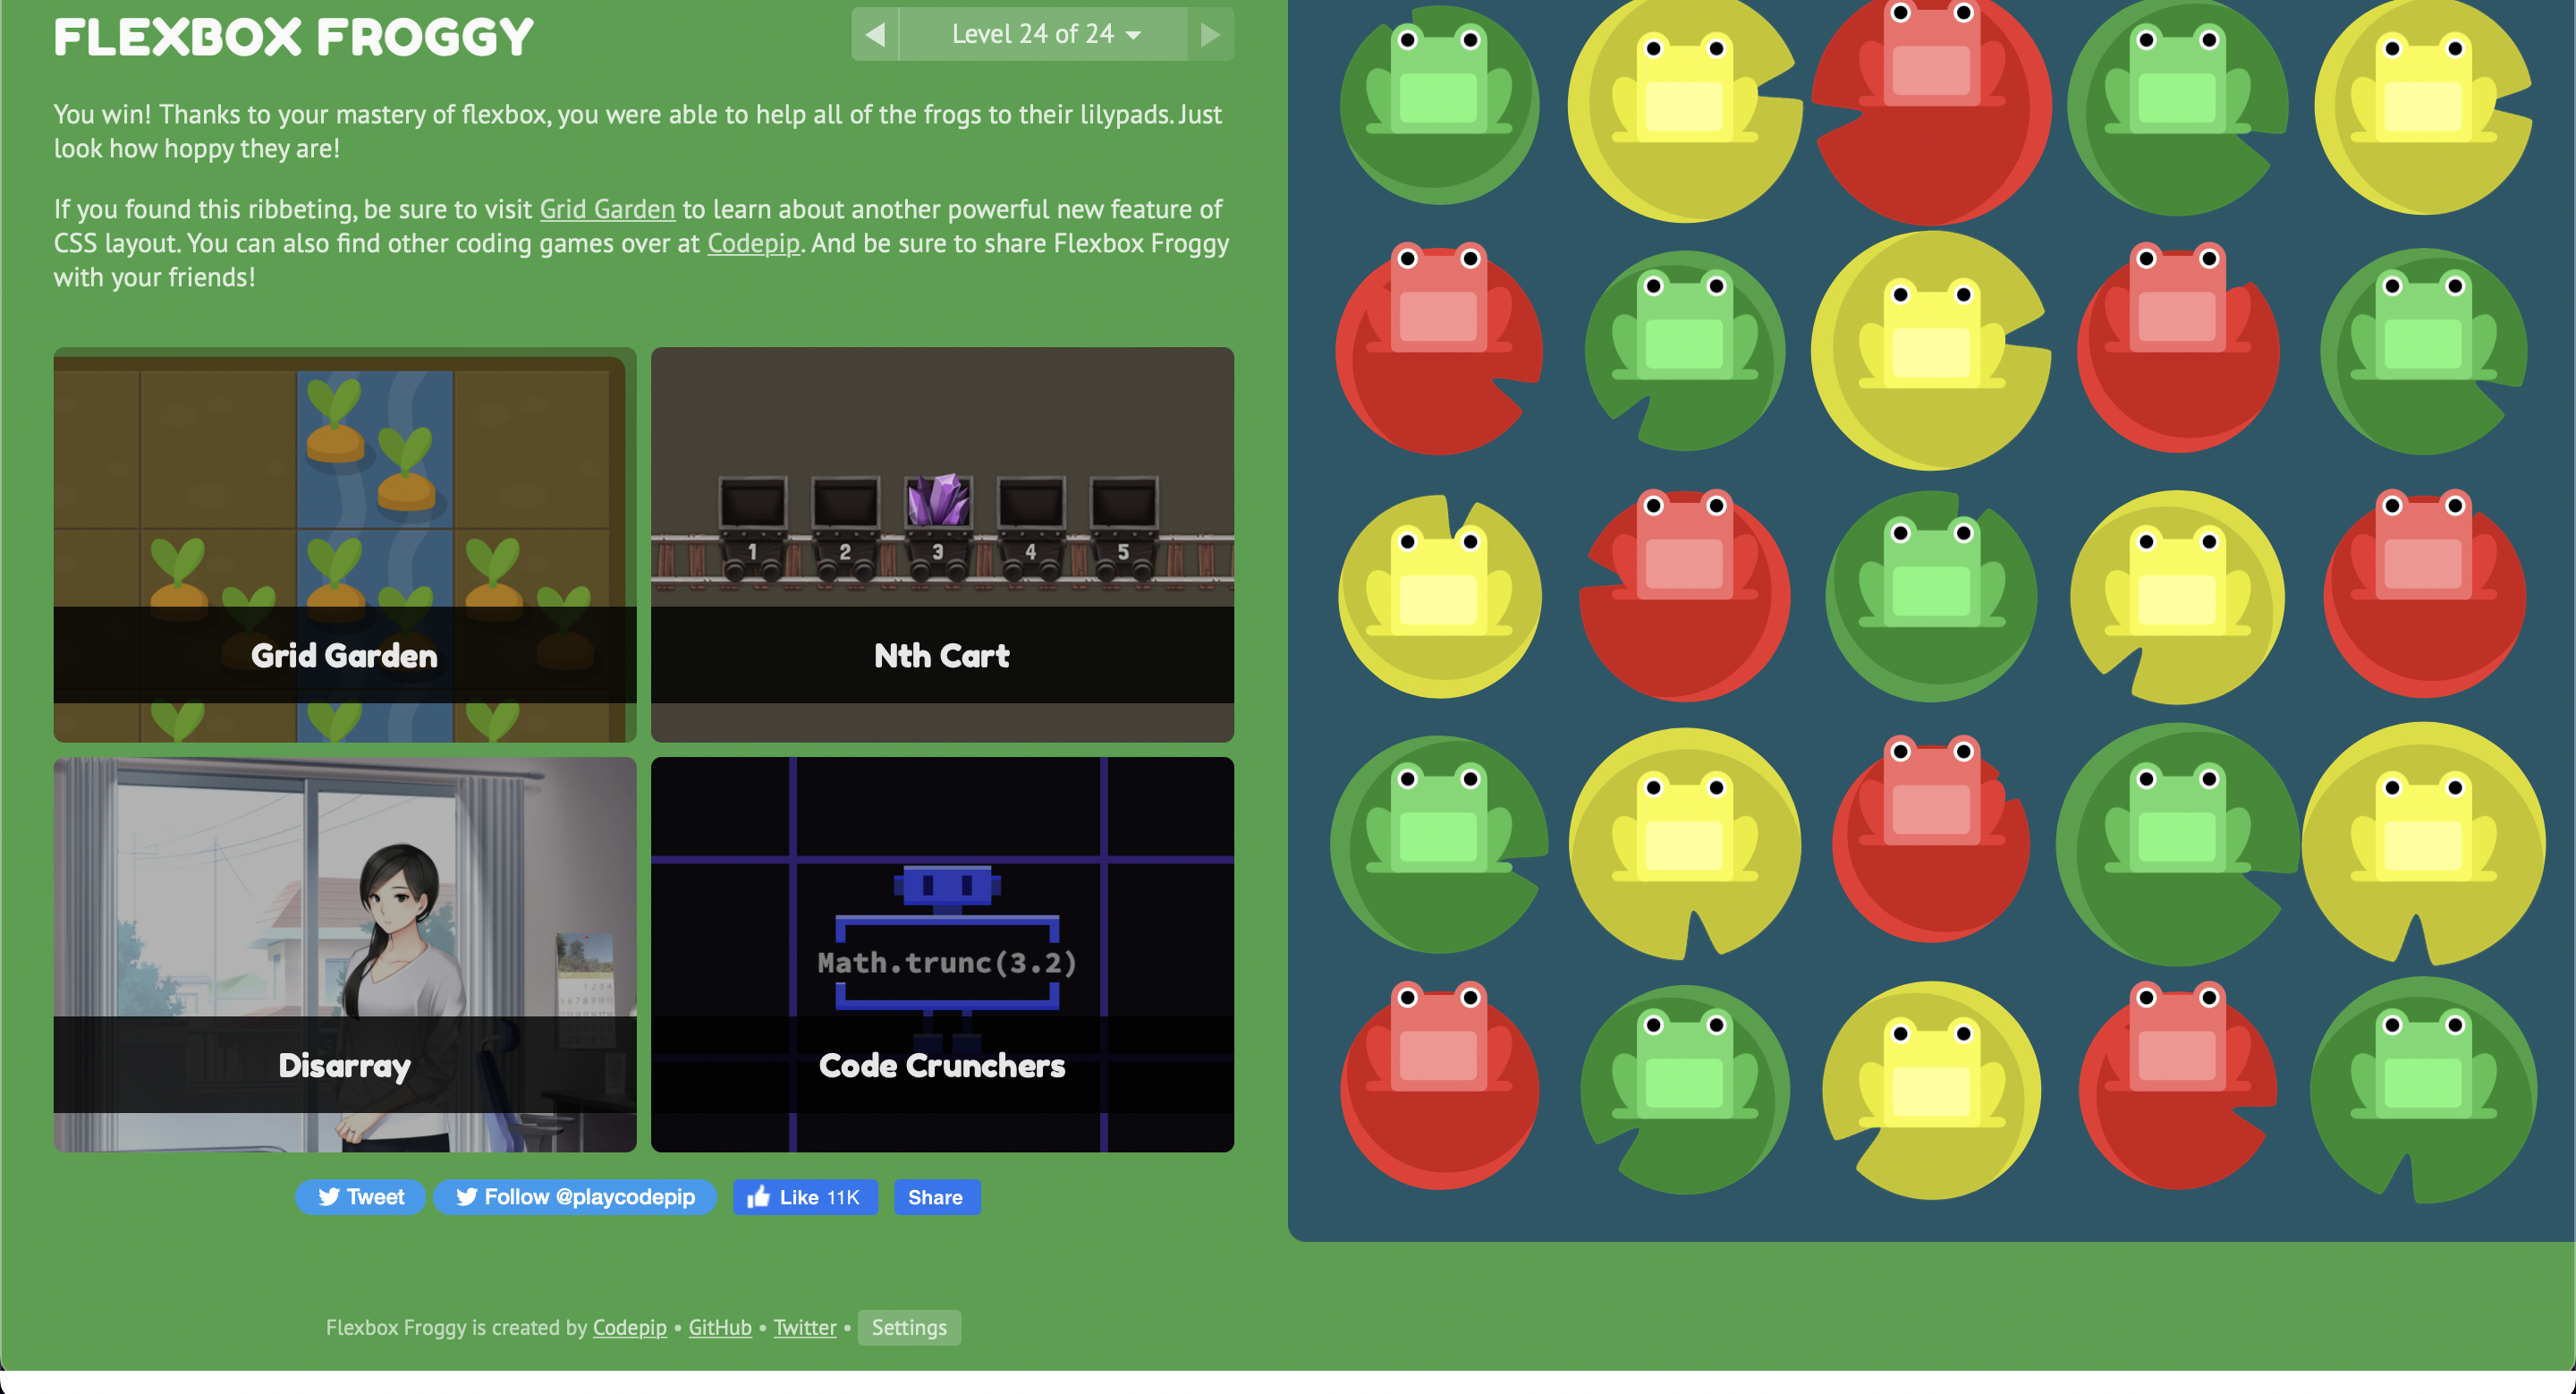 FLEXBOX FROGGY
Level 24 of 24
You win! Thanks to your mastery of flexbox, you were able to help all of the frogs to their lilypads. Just
look how hoppy they are!
If you found this ribbeting, be sure to visit Grid Garden to learn about another powerful new feature of
CSS layout. You can also find other coding games over at Codepip. And be sure to share Flexbox Froggy
with your friends!
1 2 3 4 5
Grid Garden
Nth Cart
Math.trunc(3.2)
Disarray
Code Crunchers
Tweet
Follow @playcodepip
Like 11K
Share
Flexbox Froggy is created by Codepip • GitHub • Twitter • Settings